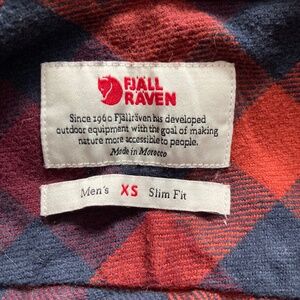 FJÄLL
RÄVEN
Since 1960 Fjällräven has developed
outdoor equipment with the goal of making
nature more accessible to people.
Made in Morocco
Men's XS Slim Fit